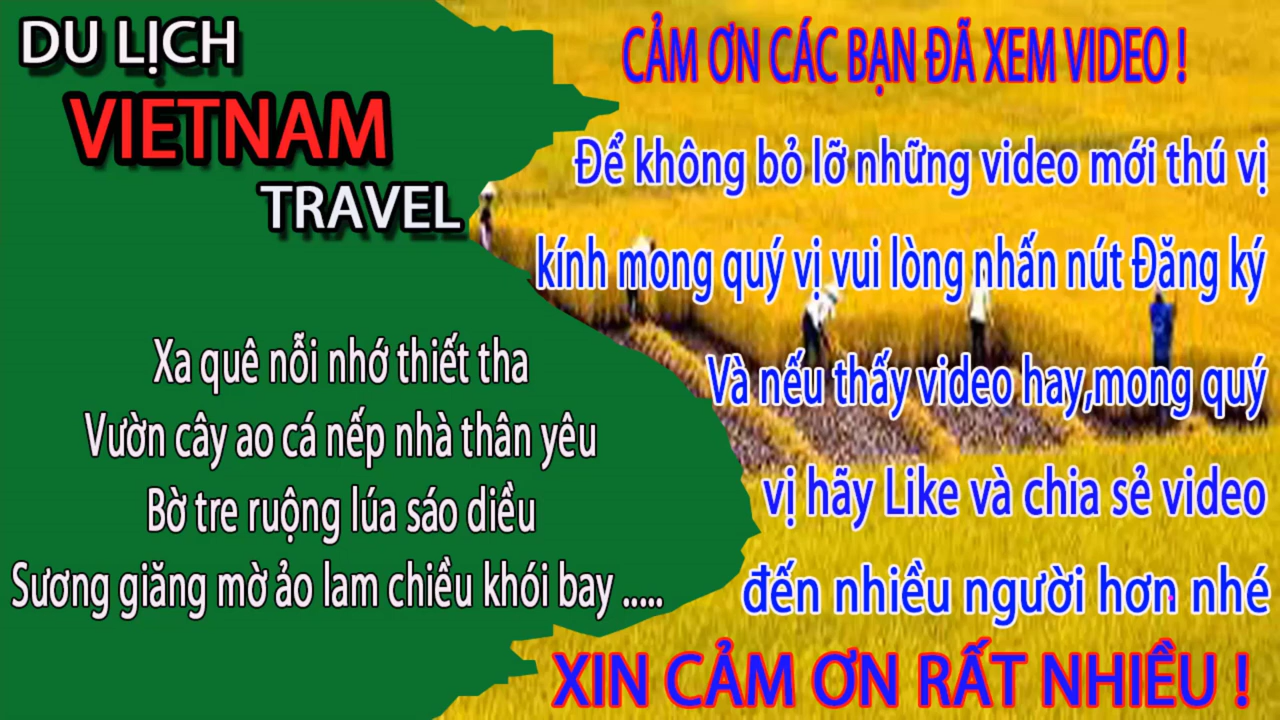 DU LỊCH
VIETNAM
TRAVEL
Xa quê nỗi nhớ thiết tha
Vườn cây ao cá nếp nhà thân yêu
Bờ tre ruộng lúa sáo diều
Sương giăng mờ ảo lam chiều khói bay .....
CẢM ƠN CÁC BẠN ĐÃ XEM VIDEO !
Để không bỏ lỡ những video mới thú vị
kính mong quý vị vui lòng nhấn nút Đăng ký
Và nếu thấy video hay,mong quý
vị hãy Like và chia sẻ video
đến nhiều người hơn nhé
XIN CẢM ƠN RẤT NHIỀU !